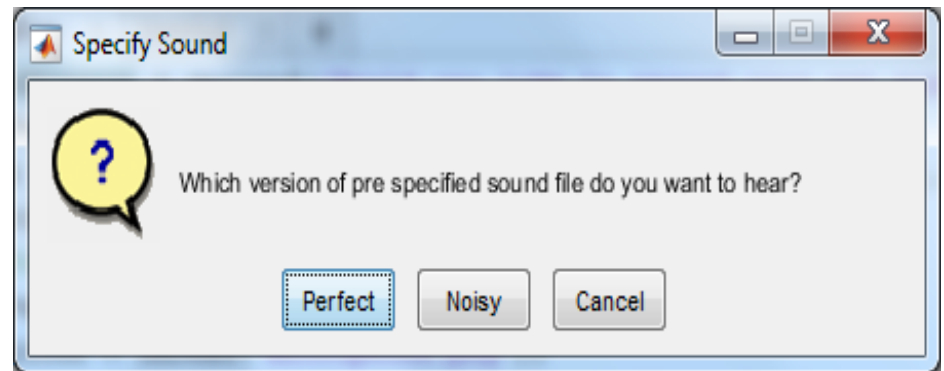 Specify Sound
?
Which version of pre specified sound file do you want to hear?
Perfect Noisy Cancel